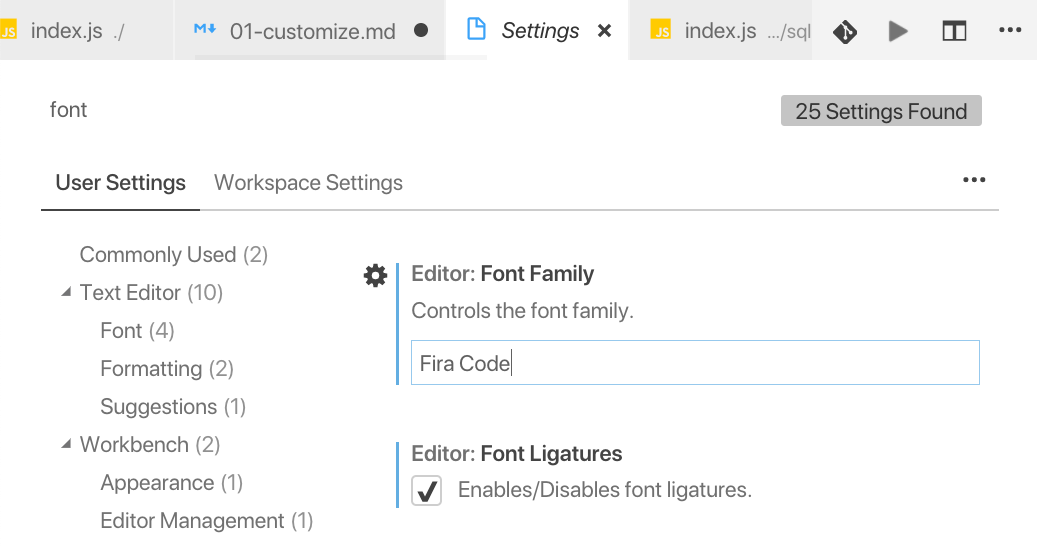 JS index.js ./ M↓ 01-customize.md Settings JS index.js .../sql
font
25 Settings Found
User Settings Workspace Settings
Commonly Used (2)
Text Editor (10)
Font (4)
Formatting (2)
Suggestions (1)
Workbench (2)
Appearance (1)
Editor Management (1)
Editor: Font Family
Controls the font family.
Fira Code
Editor: Font Ligatures
Enables/Disables font ligatures.